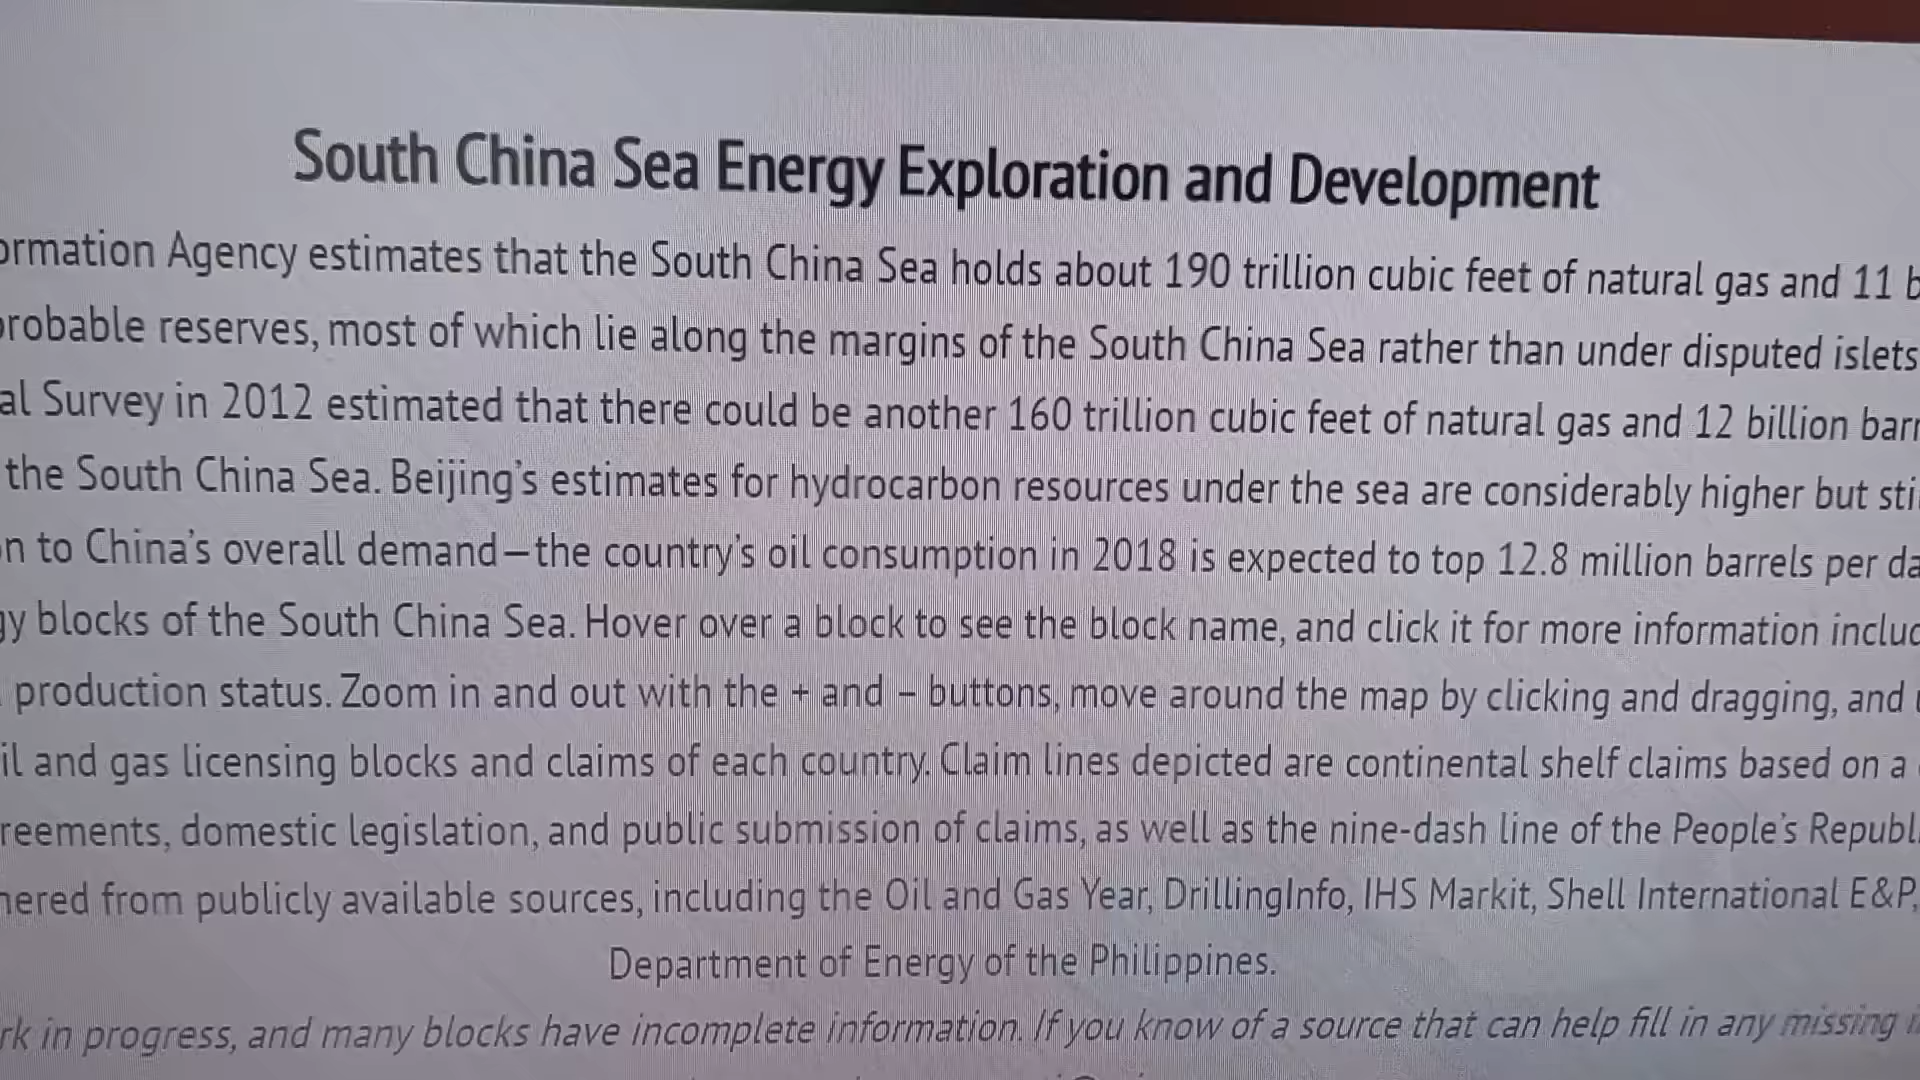 South China Sea Energy Exploration and Development
ormation Agency estimates that the South China Sea holds about 190 trillion cubic feet of natural gas and 11 b
robable reserves, most of which lie along the margins of the South China Sea rather than under disputed islets
al Survey in 2012 estimated that there could be another 160 trillion cubic feet of natural gas and 12 billion barr
the South China Sea. Beijing's estimates for hydrocarbon resources under the sea are considerably higher but sti
n to China's overall demand—the country's oil consumption in 2018 is expected to top 12.8 million barrels per da
gy blocks of the South China Sea. Hover over a block to see the block name, and click it for more information includ
production status. Zoom in and out with the + and – buttons, move around the map by clicking and dragging, and
il and gas licensing blocks and claims of each country. Claim lines depicted are continental shelf claims based on a
reements, domestic legislation, and public submission of claims, as well as the nine-dash line of the People's Republ
hered from publicly available sources, including the Oil and Gas Year, DrillingInfo, IHS Markit, Shell International E&P,
Department of Energy of the Philippines.
rk in progress, and many blocks have incomplete information. If you know of a source that can help fill in any missing